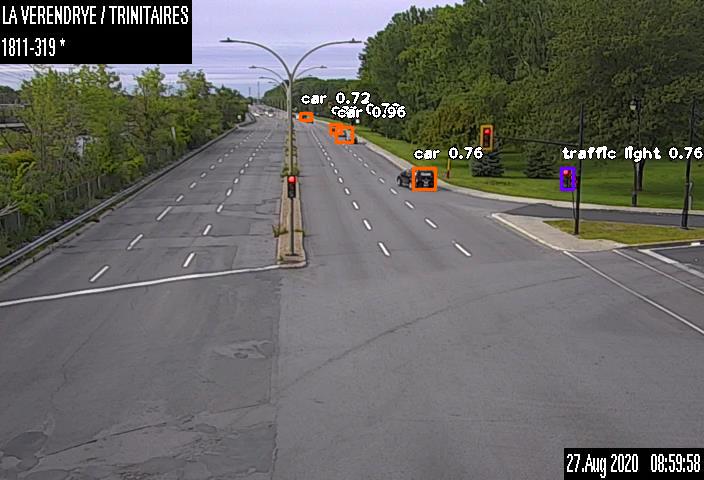 LA VERENDRYE / TRINITAIRES
1811-319 *
car 0.72
car 0.96
car 0.76
traffic light 0.76
27.Aug 2020 08:59:58